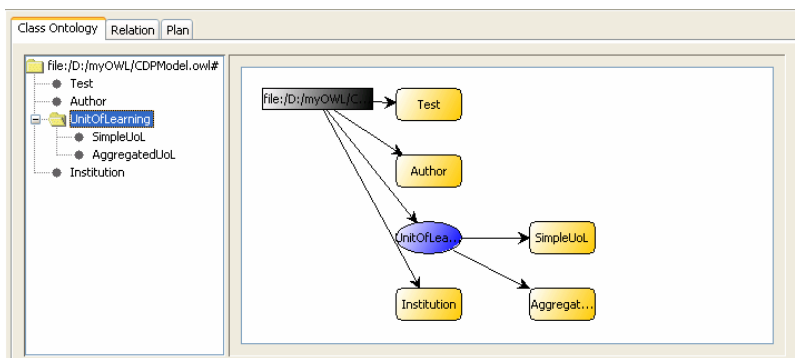 Class Ontology Relation Plan
file:/D:/myOWL/CDPModel.owl#
Test
Author
UnitOfLearning
SimpleUoL
AggregatedUoL
Institution
file:/D:/myOWL/C...
Test
Author
UnitOfLea...
SimpleUoL
Institution
Aggregat...